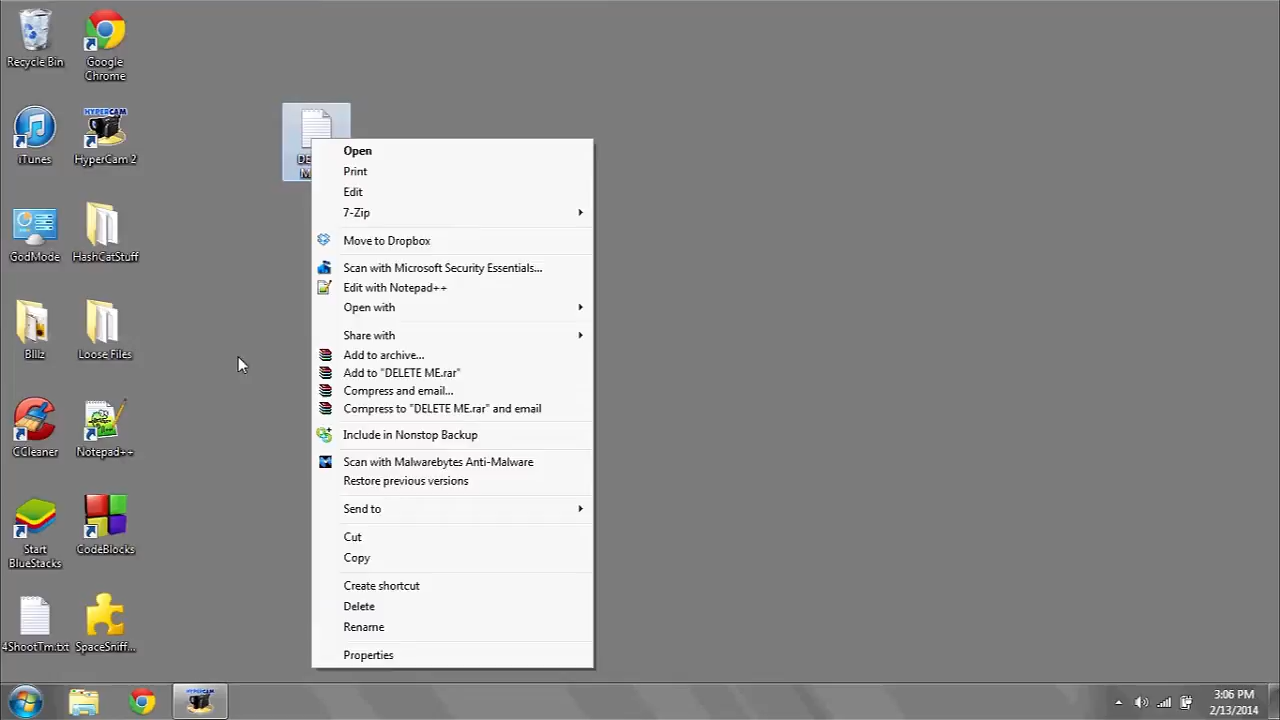 Recycle Bin
Google
Chrome
iTunes
HYPERCAM
HyperCam 2
GodMode
HashCatStuff
Blllz
Loose Files
CCleaner
Notepad++
Start
BlueStacks
CodeBlocks
4ShootTm.txt
SpaceSniff...
DE
M
Open
Print
Edit
7-Zip
Move to Dropbox
Scan with Microsoft Security Essentials...
Edit with Notepad++
Open with
Share with
Add to archive...
Add to "DELETE ME.rar"
Compress and email...
Compress to "DELETE ME.rar" and email
Include in Nonstop Backup
Scan with Malwarebytes Anti-Malware
Restore previous versions
Send to
Cut
Copy
Create shortcut
Delete
Rename
Properties
HYPERCAM
3:06 PM
2/13/2014